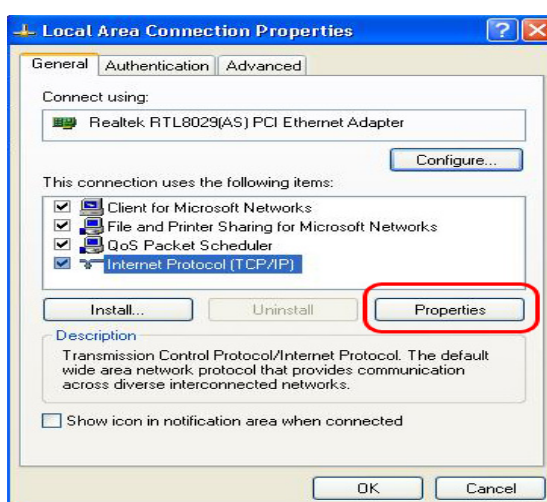 Local Area Connection Properties
General Authentication Advanced
Connect using:
Realtek RTL8029(AS) PCI Ethernet Adapter
Configure...
This connection uses the following items:
Client for Microsoft Networks
File and Printer Sharing for Microsoft Networks
QoS Packet Scheduler
Internet Protocol (TCP/IP)
Install... Uninstall Properties
Description
Transmission Control Protocol/Internet Protocol. The default
wide area network protocol that provides communication
across diverse interconnected networks.
Show icon in notification area when connected
OK Cancel